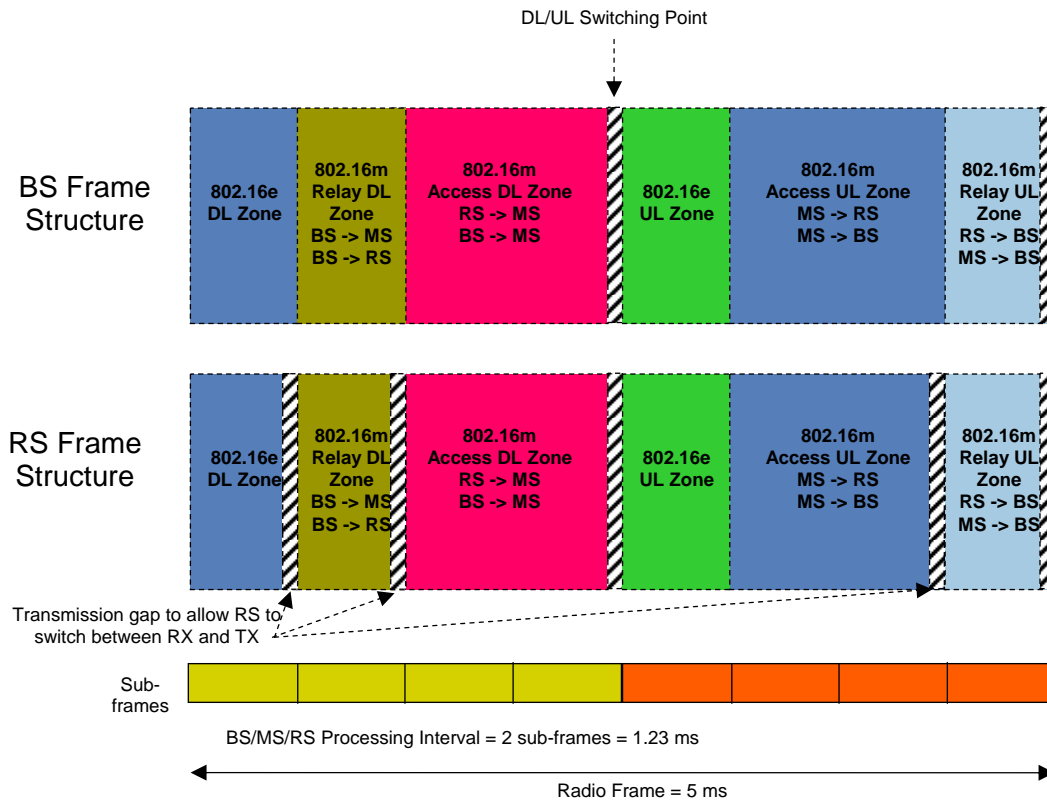 DL/UL Switching Point
BS Frame
Structure
802.16e
DL Zone
802.16m
Relay DL
Zone
BS -> MS
BS -> RS
802.16m
Access DL Zone
RS -> MS
BS -> MS
802.16e
UL Zone
802.16m
Access UL Zone
MS -> RS
MS -> BS
802.16m
Relay UL
Zone
RS -> BS
MS -> BS
RS Frame
Structure
802.16e
DL Zone
802.16m
Relay DL
Zone
BS -> MS
BS -> RS
802.16m
Access DL Zone
RS -> MS
BS -> MS
802.16e
UL Zone
802.16m
Access UL Zone
MS -> RS
MS -> BS
802.16m
Relay UL
Zone
RS -> BS
MS -> BS
Transmission gap to allow RS to
switch between RX and TX
Sub-
frames
BS/MS/RS Processing Interval = 2 sub-frames = 1.23 ms
Radio Frame = 5 ms